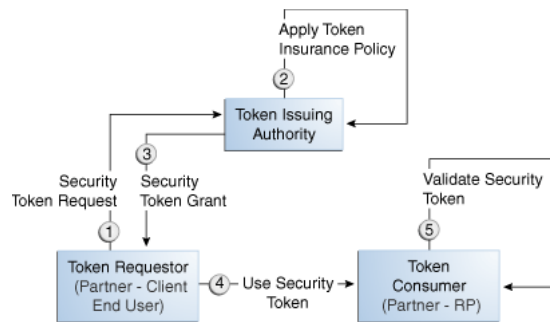 Apply Token
Insurance Policy
2
Token Issuing
Authority
3
Security
Token Request
Security
Token Grant
Validate Security
Token
1
5
Token Requestor
(Partner - Client
End User)
4
Use Security
Token
Token
Consumer
(Partner - RP)